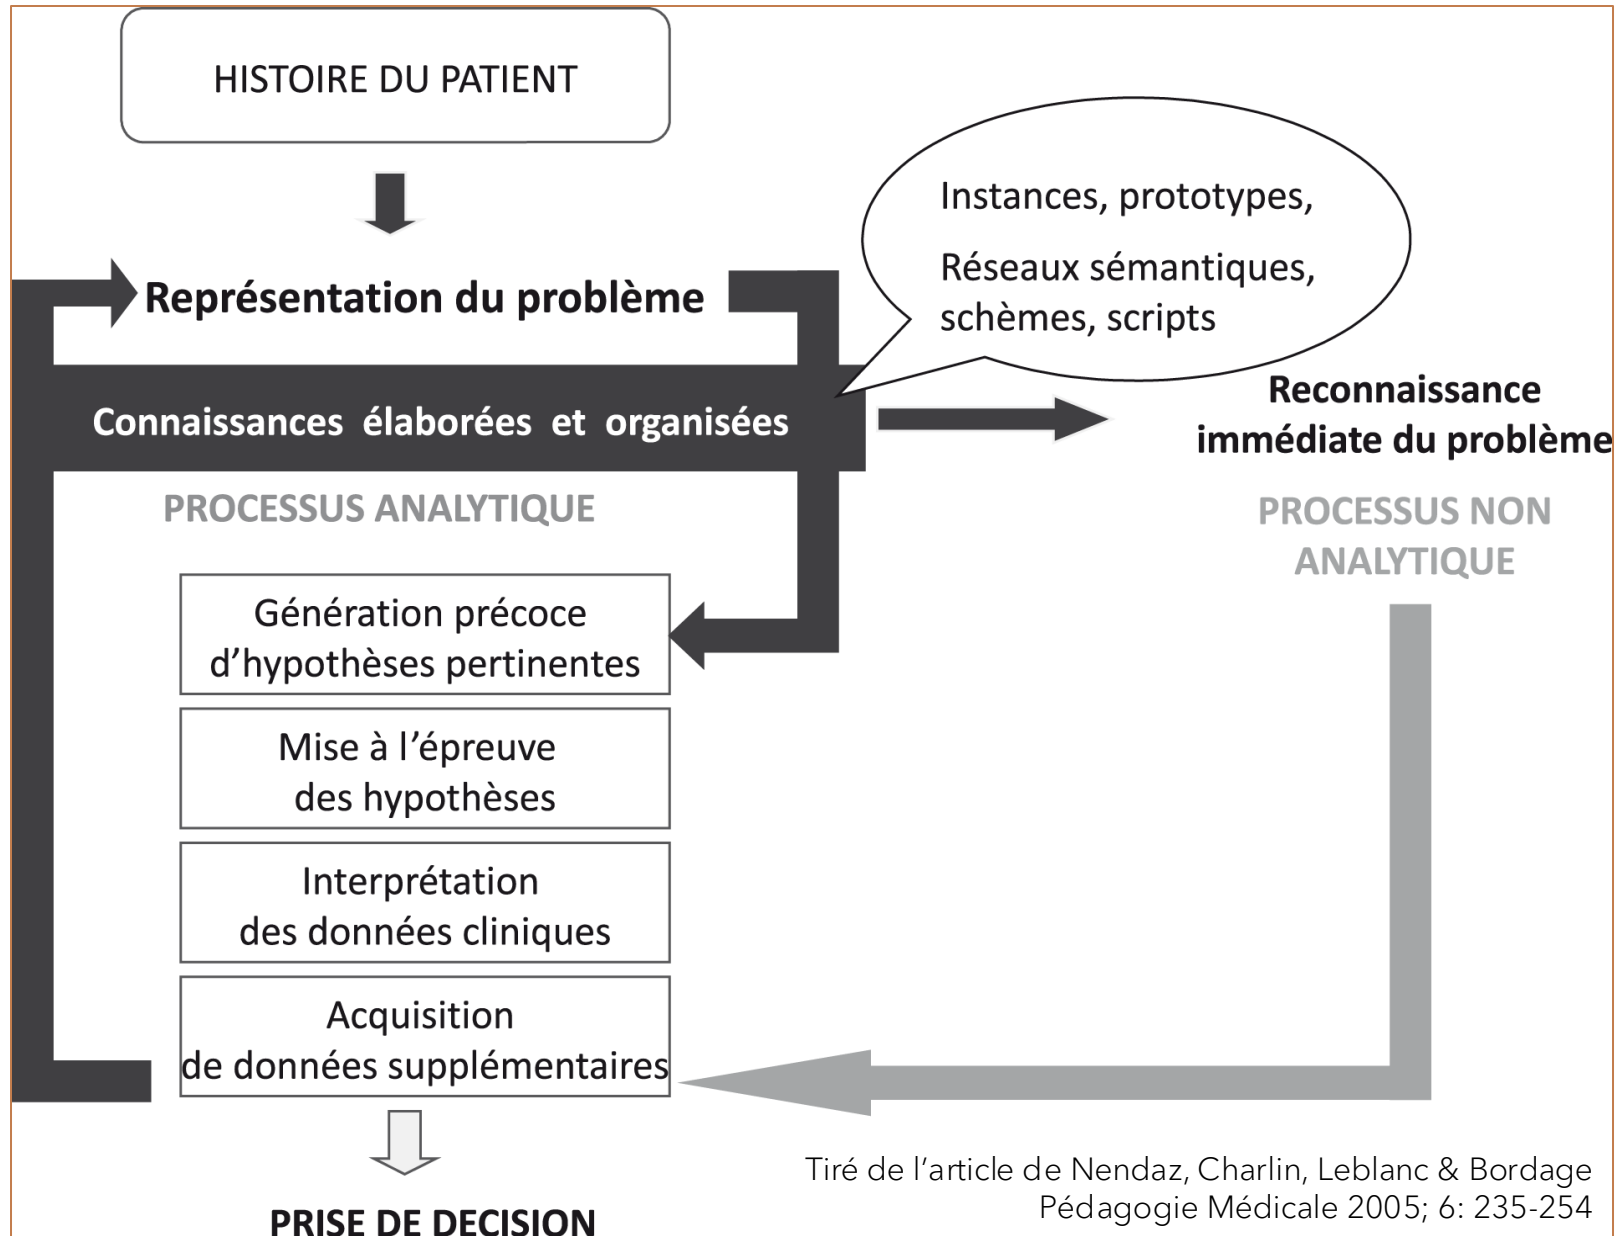 HISTOIRE DU PATIENT
Instances, prototypes,
Réseaux sémantiques,
schèmes, scripts
Représentation du problème
Connaissances élaborées et organisées
Reconnaissance
immédiate du problème
PROCESSUS ANALYTIQUE
PROCESSUS NON
ANALYTIQUE
Génération précoce
d’hypothèses pertinentes
Mise à l’épreuve
des hypothèses
Interprétation
des données cliniques
Acquisition
de données supplémentaires
PRISE DE DECISION
Tiré de l’article de Nendaz, Charlin, Leblanc & Bordage
Pédagogie Médicale 2005; 6: 235-254